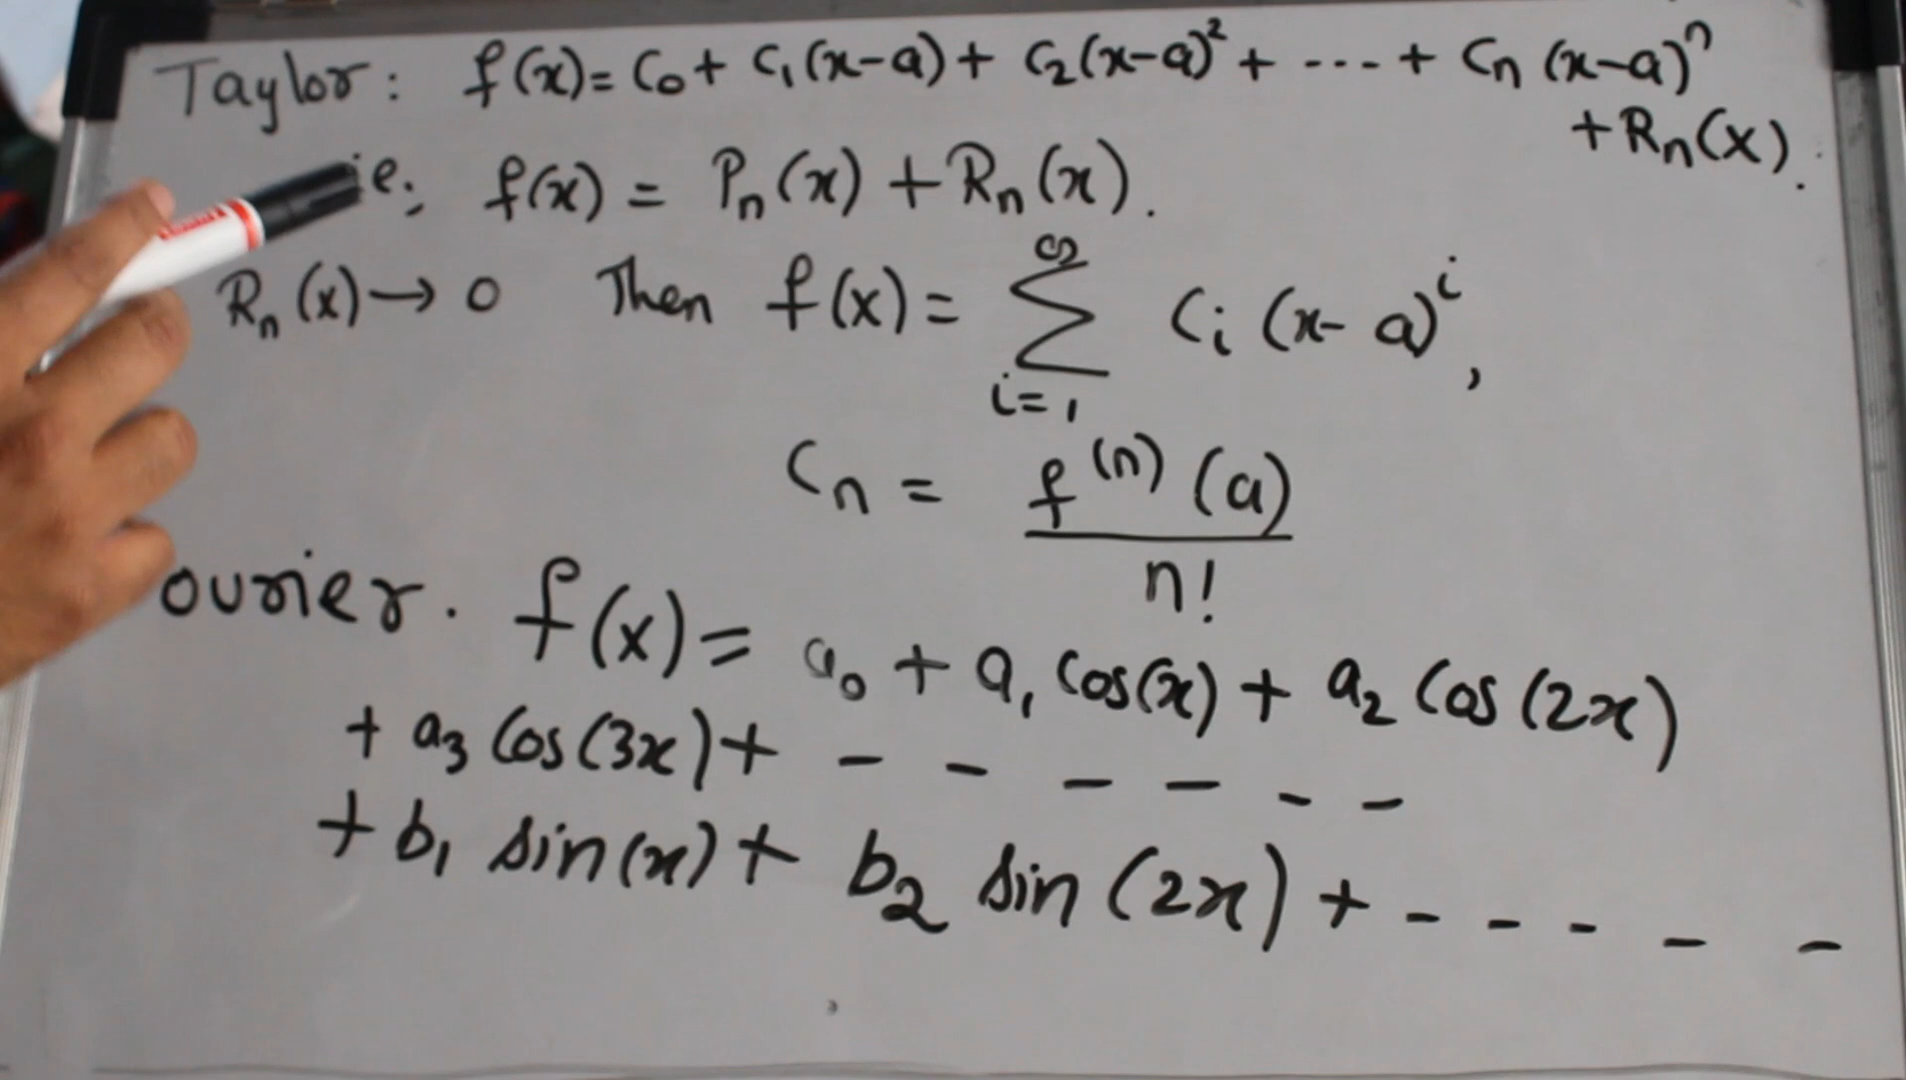 Taylor: f(x)= C₀+ C₁(x-a)+ C₂(x-a)²+ ---- + Cₙ (x-a)ⁿ
+Rₙ(x).
ie; f(x) = Pₙ(x) +Rₙ(x).
Rₙ(x)→ 0 Then f(x)= ∑_{i=1}^{∞} Cᵢ (x-a)ⁱ,
Cₙ = f⁽ⁿ⁾(a) / n!
ourier. f(x)= a₀ + a₁ Cos(x) + a₂ Cos(2x)
+ a₃ Cos(3x)+ - - - - - -
+ b₁ sin(x)+ b₂ sin(2x) + - - - - -